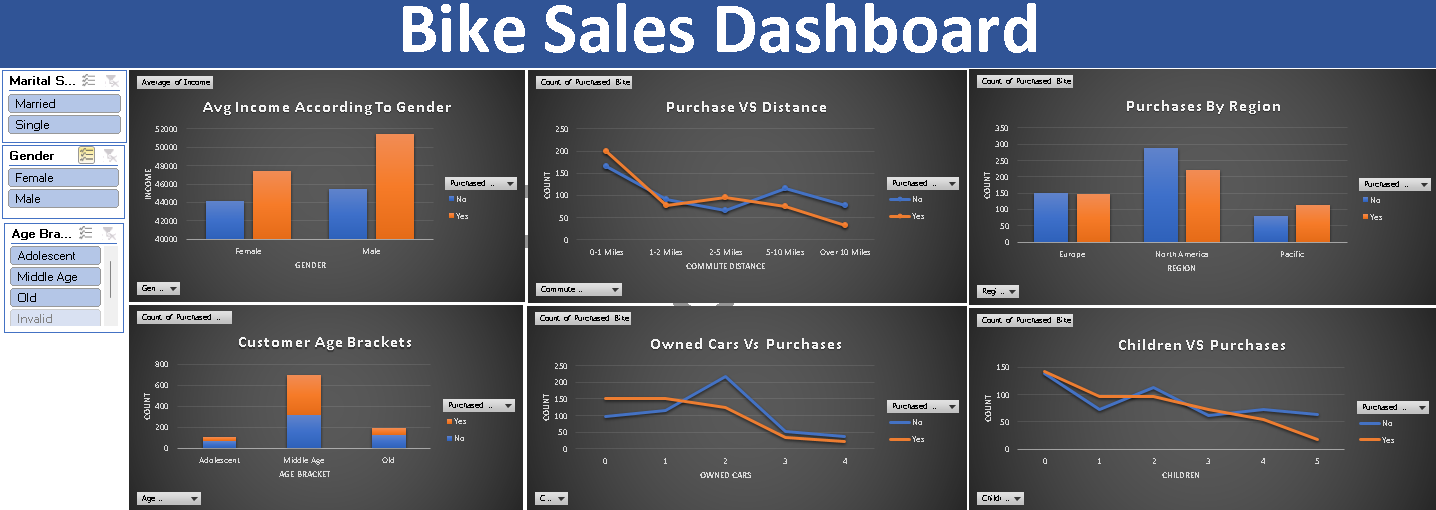 Bike Sales Dashboard
Marital S...
Married
Single
Gender
Female
Male
Age Bra...
Adolescent
Middle Age
Old
Invalid
Average of Income
Avg Income According To Gender
52000
50000
48000
46000
44000
42000
40000
INCOME
Female
Male
GENDER
Purchased ...
No
Yes
Gen ...
Count of Purchased Bike
Purchase VS Distance
250
200
150
100
50
0
COUNT
0-1 Miles
1-2 Miles
2-5 Miles
5-10 Miles
Over 10 Miles
COMMUTE DISTANCE
Purchased ...
No
Yes
Commute ...
Count of Purchased Bike
Purchases By Region
350
300
250
200
150
100
50
0
COUNT
Europe
North America
Pacific
REGION
Purchased ...
No
Yes
Regi ...
Count of Purchased ...
Customer Age Brackets
800
600
400
200
0
COUNT
Adolescent
Middle Age
Old
AGE BRACKET
Purchased ...
Yes
No
Age ...
Count of Purchased Bike
Owned Cars Vs Purchases
250
200
150
100
50
0
COUNT
0
1
2
3
4
OWNED CARS
Purchased ...
No
Yes
C...
Count of Purchased Bike
Children VS Purchases
150
100
50
0
COUNT
0
1
2
3
4
5
CHILDREN
Purchased ...
No
Yes
Childr ...